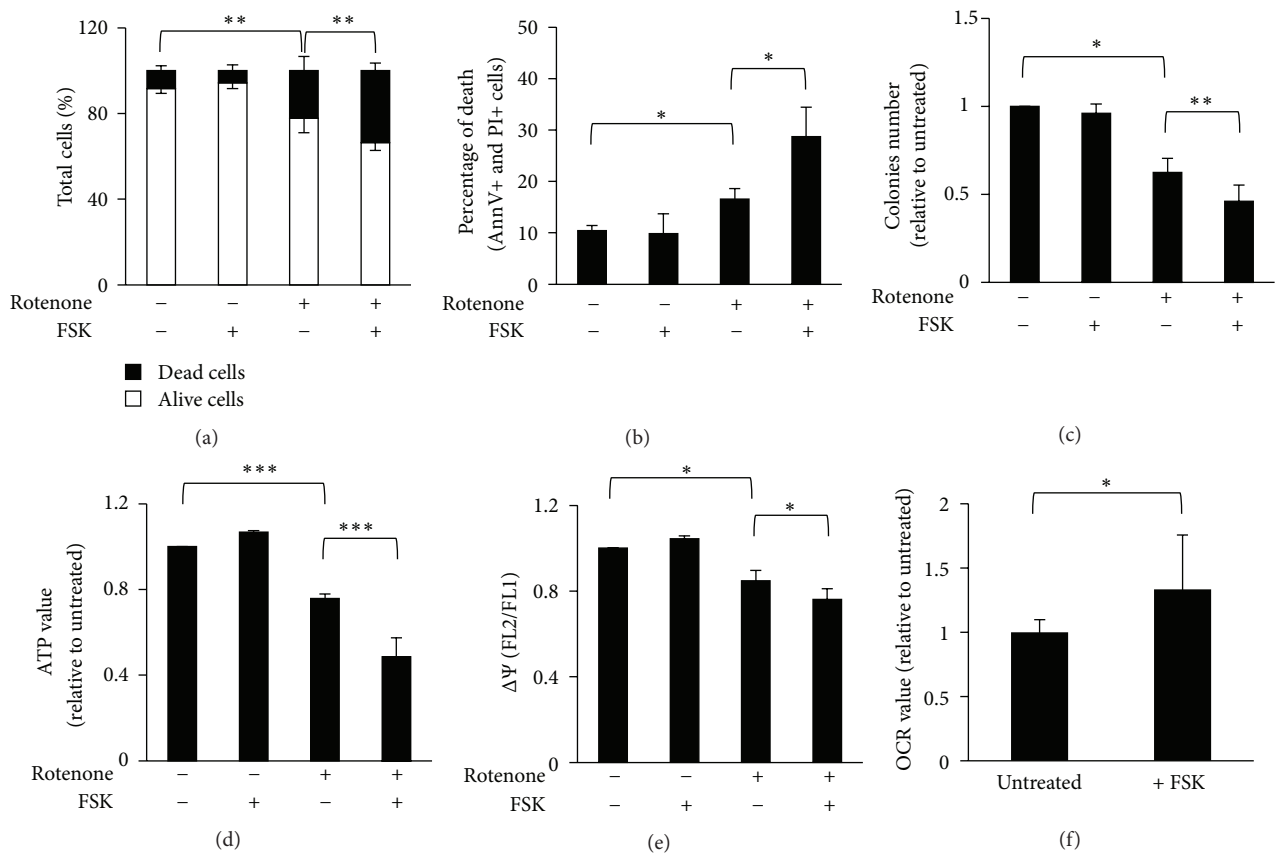 120
80
40
0
Total cells (%)
**
**
Rotenone − − + +
FSK − + − +
Dead cells
Alive cells
(a)
50
40
30
20
10
0
Percentage of death
(AnnV+ and PI+ cells)
*
*
− − + +
− + − +
(b)
1.5
1
0.5
0
Colonies number
(relative to untreated)
*
**
Rotenone − − + +
FSK − + − +
(c)
1.2
0.8
0.4
0
ATP value
(relative to untreated)
***
***
Rotenone − − + +
FSK − + − +
(d)
1.2
0.8
0.4
0
ΔΨ (FL2/FL1)
*
*
Rotenone − − + +
FSK − + − +
(e)
2
1.5
1
0.5
0
OCR value (relative to untreated)
*
Untreated + FSK
(f)